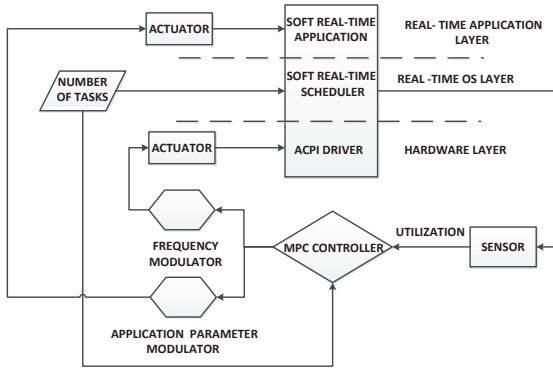 ACTUATOR
SOFT REAL-TIME
APPLICATION
REAL- TIME APPLICATION
LAYER
NUMBER
OF TASKS
SOFT REAL-TIME
SCHEDULER
REAL -TIME OS LAYER
ACTUATOR
ACPI DRIVER
HARDWARE LAYER
FREQUENCY
MODULATOR
MPC CONTROLLER
UTILIZATION
SENSOR
APPLICATION PARAMETER
MODULATOR